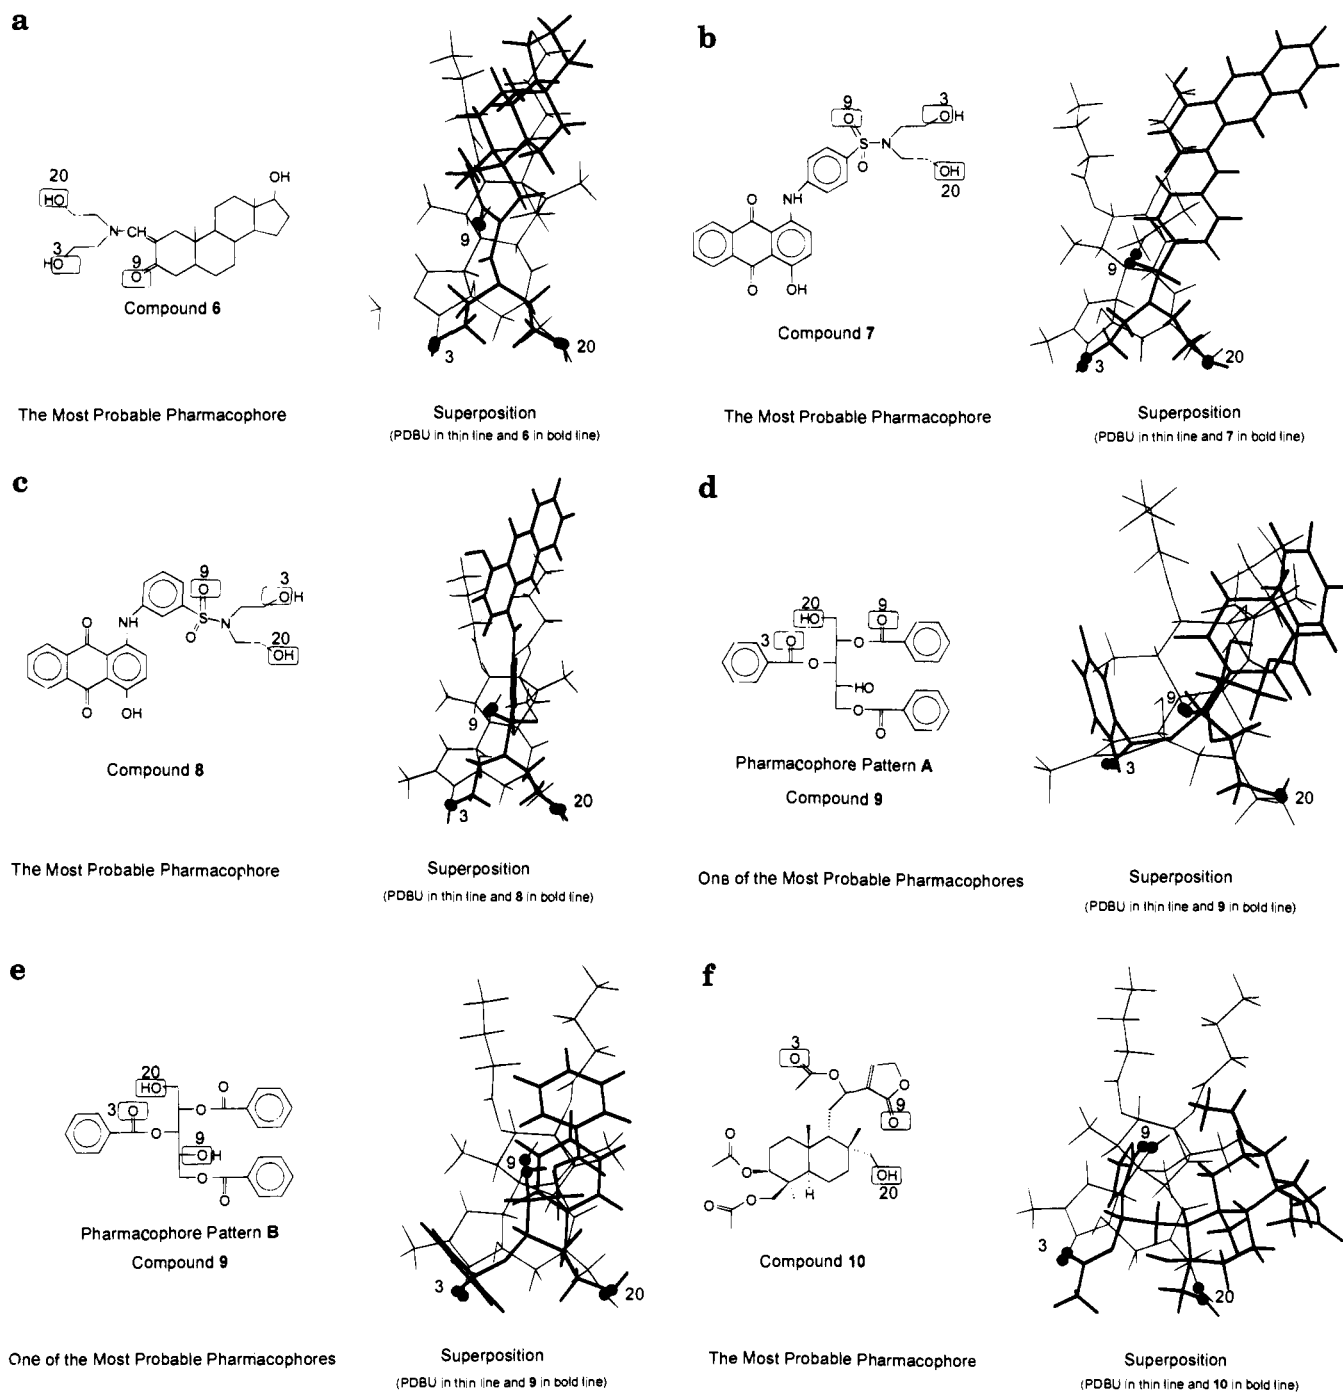 a
20
HO
N
CH
3
HO
9
O
OH
Compound 6
9
3
20
The Most Probable Pharmacophore
Superposition
(PDBU in thin line and 6 in bold line)
b
9
O
3
OH
S
N
O
OH
20
NH
O
O
OH
Compound 7
9
3
20
The Most Probable Pharmacophore
Superposition
(PDBU in thin line and 7 in bold line)
c
9
O
3
OH
S
N
O
20
OH
NH
O
O
OH
Compound 8
9
3
20
The Most Probable Pharmacophore
Superposition
(PDBU in thin line and 8 in bold line)
d
20
HO
9
O
3
O
O
O
HO
O
O
Pharmacophore Pattern A
Compound 9
9
3
20
One of the Most Probable Pharmacophores
Superposition
(PDBU in thin line and 9 in bold line)
e
20
HO
O
3
O
O
O
9
OH
O
O
Pharmacophore Pattern B
Compound 9
9
3
20
One of the Most Probable Pharmacophores
Superposition
(PDBU in thin line and 9 in bold line)
f
3
O
O
O
O
9
O
O
O
O
H
OH
20
Compound 10
9
3
20
The Most Probable Pharmacophore
Superposition
(PDBU in thin line and 10 in bold line)